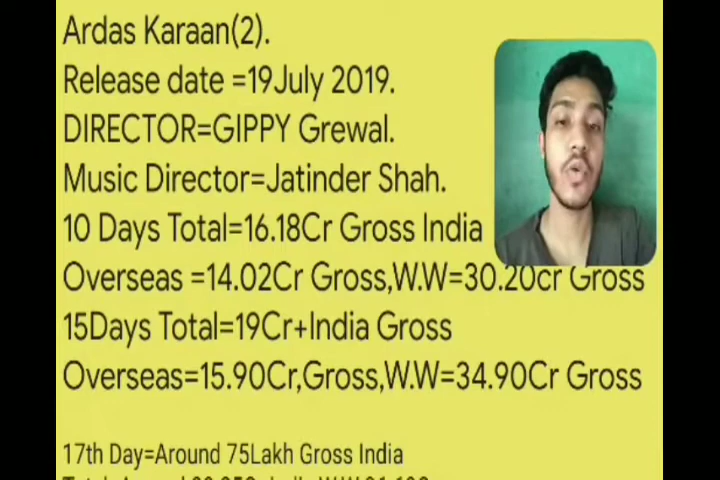 Ardas Karaan(2).
Release date =19July 2019.
DIRECTOR=GIPPY Grewal.
Music Director=Jatinder Shah.
10 Days Total=16.18Cr Gross India
Overseas =14.02Cr Gross,W.W=30.20cr Gross
15Days Total=19Cr+India Gross
Overseas=15.90Cr,Gross,W.W=34.90Cr Gross
17th Day=Around 75Lakh Gross India